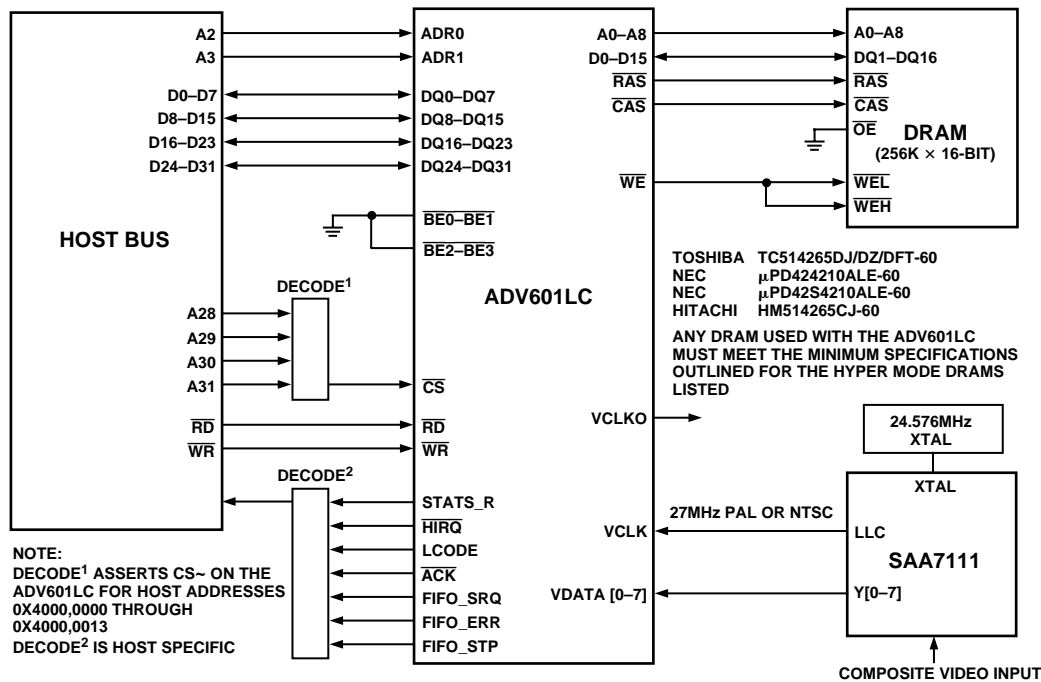 A2
A3
D0–D7
D8–D15
D16–D23
D24–D31
HOST BUS
A28
A29
A30
A31
RD
WR
DECODE1
DECODE2
NOTE:
DECODE1 ASSERTS CS~ ON THE
ADV601LC FOR HOST ADDRESSES
0X4000,0000 THROUGH
0X4000,0013
DECODE2 IS HOST SPECIFIC
ADR0
ADR1
DQ0–DQ7
DQ8–DQ15
DQ16–DQ23
DQ24–DQ31
BE0–BE1
BE2–BE3
ADV601LC
CS
RD
WR
STATS_R
HIRQ
LCODE
ACK
FIFO_SRQ
FIFO_ERR
FIFO_STP
A0–A8
D0–D15
RAS
CAS
WE
VCLKO
VCLK
VDATA [0–7]
A0–A8
DQ1–DQ16
RAS
CAS
OE
DRAM
(256K × 16-BIT)
WEL
WEH
TOSHIBA TC514265DJ/DZ/DFT-60
NEC μPD424210ALE-60
NEC μPD42S4210ALE-60
HITACHI HM514265CJ-60
ANY DRAM USED WITH THE ADV601LC
MUST MEET THE MINIMUM SPECIFICATIONS
OUTLINED FOR THE HYPER MODE DRAMS
LISTED
24.576MHz
XTAL
XTAL
27MHz PAL OR NTSC
LLC
SAA7111
Y[0–7]
COMPOSITE VIDEO INPUT